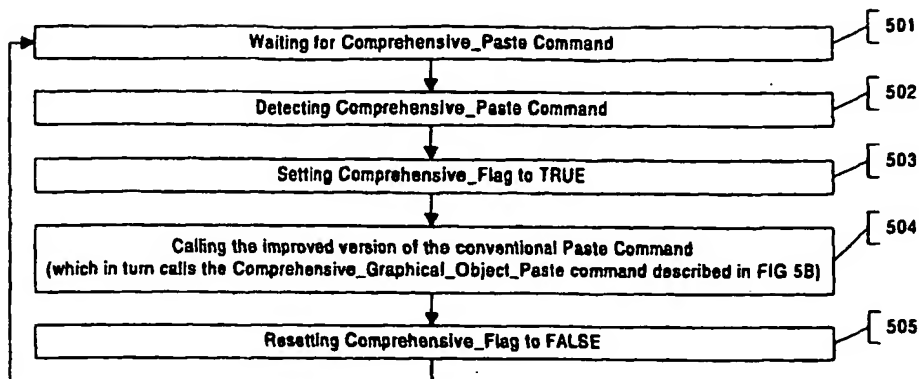 501
Waiting for Comprehensive_Paste Command
502
Detecting Comprehensive_Paste Command
503
Setting Comprehensive_Flag to TRUE
504
Calling the improved version of the conventional Paste Command
(which in turn calls the Comprehensive_Graphical_Object_Paste command described in FIG 5B)
505
Resetting Comprehensive_Flag to FALSE